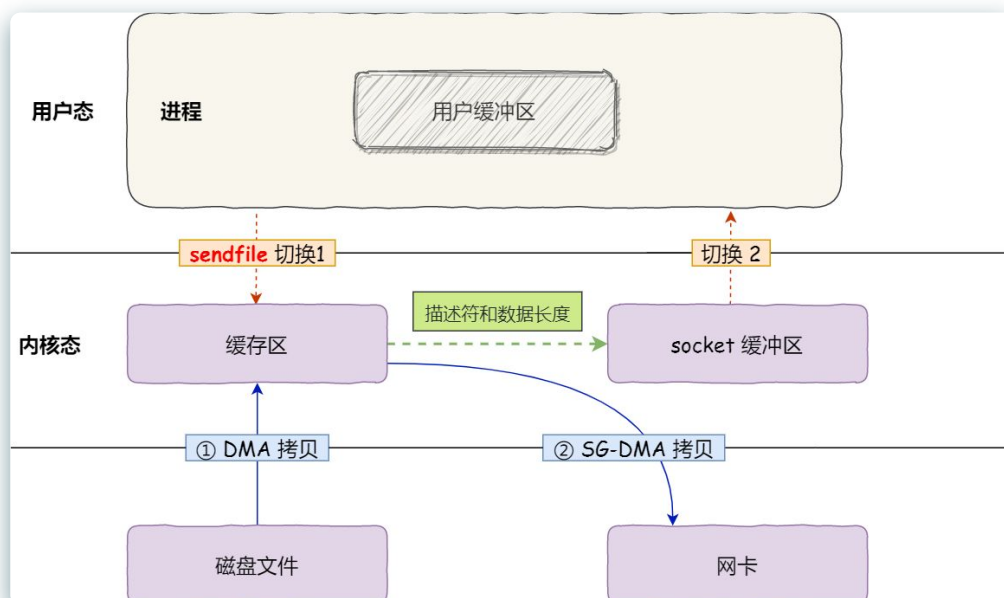 用户态
进程
用户缓冲区
sendfile 切换1
切换 2
描述符和数据长度
内核态
缓存区
socket 缓冲区
① DMA 拷贝
② SG-DMA 拷贝
磁盘文件
网卡